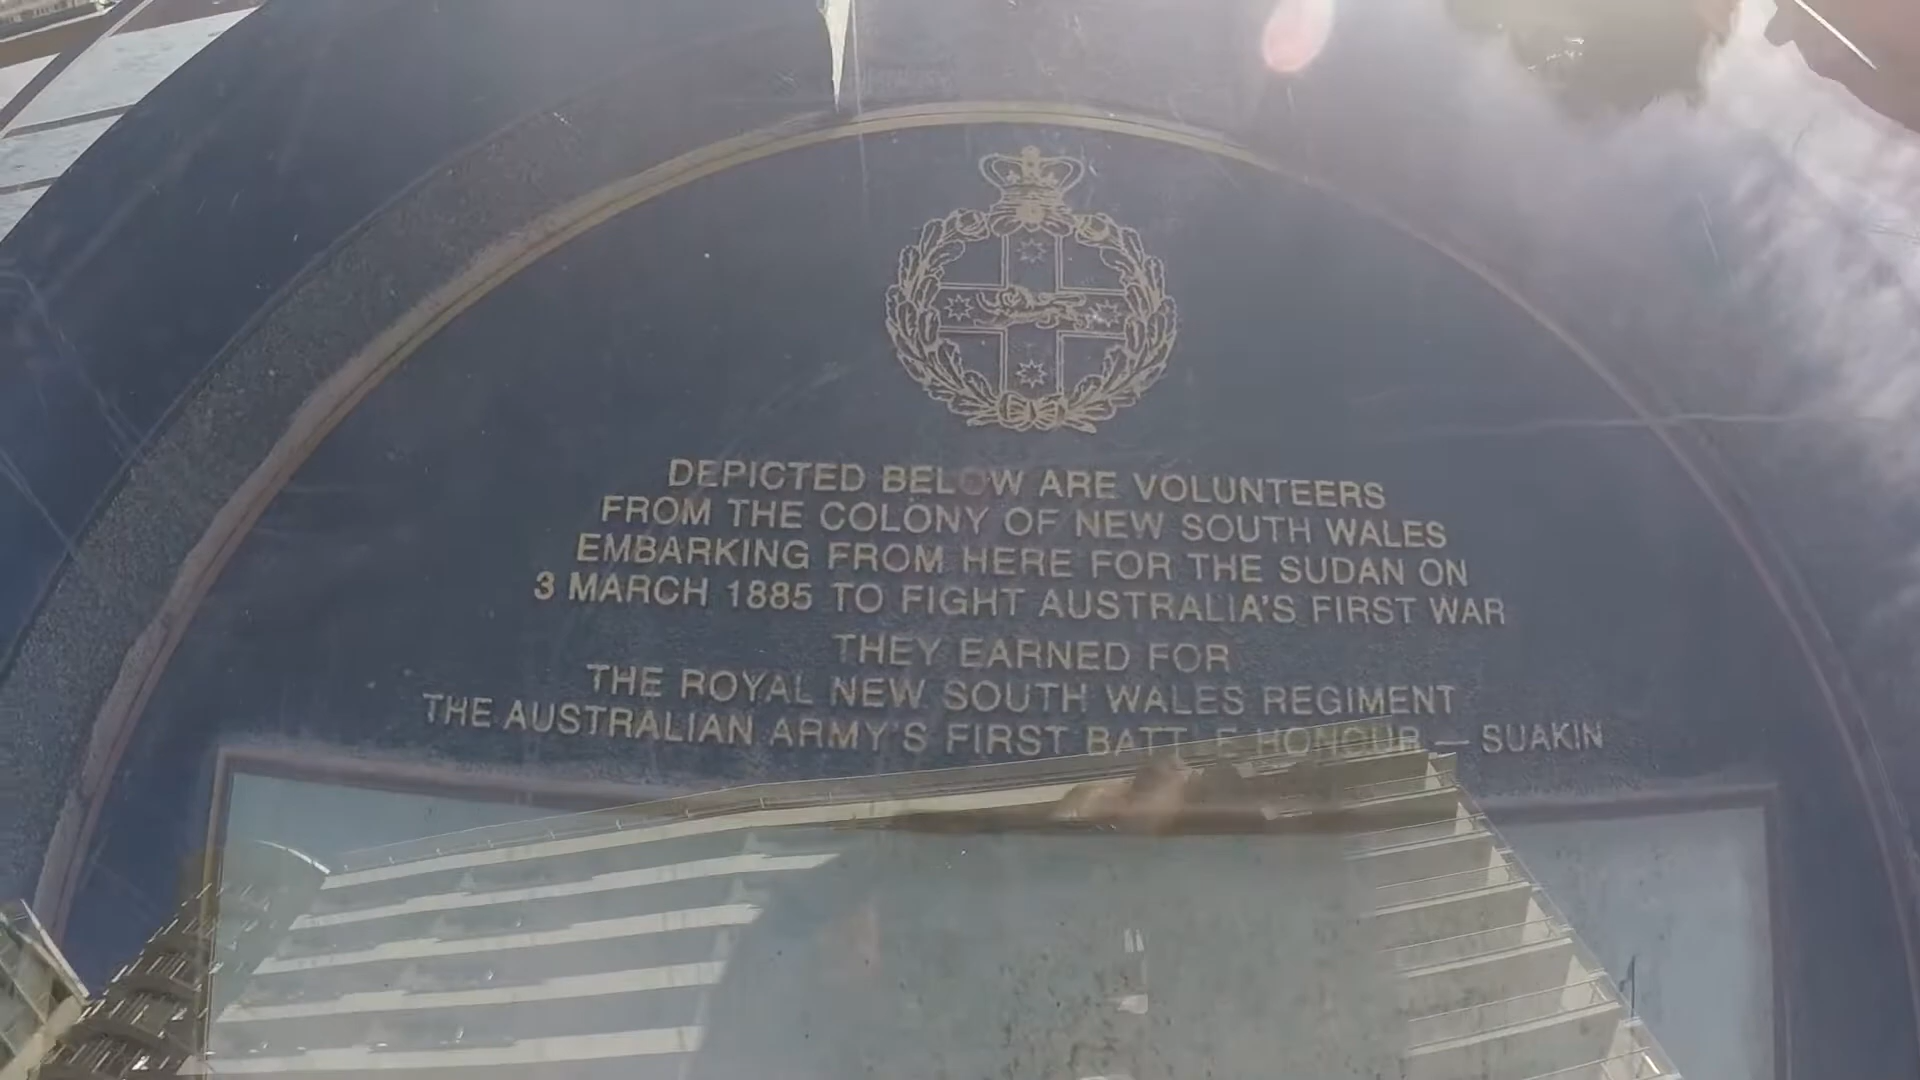 DEPICTED BELOW ARE VOLUNTEERS
FROM THE COLONY OF NEW SOUTH WALES
EMBARKING FROM HERE FOR THE SUDAN ON
3 MARCH 1885 TO FIGHT AUSTRALIA'S FIRST WAR
THEY EARNED FOR
THE ROYAL NEW SOUTH WALES REGIMENT
THE AUSTRALIAN ARMY'S FIRST BATTLE HONOUR — SUAKIN